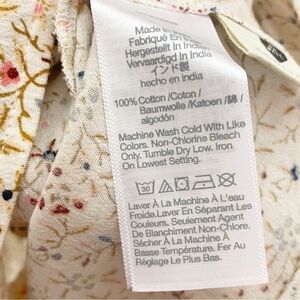 Made In
Fabriqué En
Hergestellt In Indien
Vervaardigd In India
インド製
hecho en india
100% Cotton /Coton /
Baumwolle /Katoen /綿 /
algodón
Machine Wash Cold With Like
Colors. Non-Chlorine Bleach
Only. Tumble Dry Low. Iron
On Lowest Setting.
30
Laver À La Machine À L'eau
Froide.Laver En Séparant Les
Couleurs. Seulement Agent
De Blanchiment Non-Chlore.
Sécher À La Machine À
Basse Température. Fer Au
Réglage Le Plus Bas.